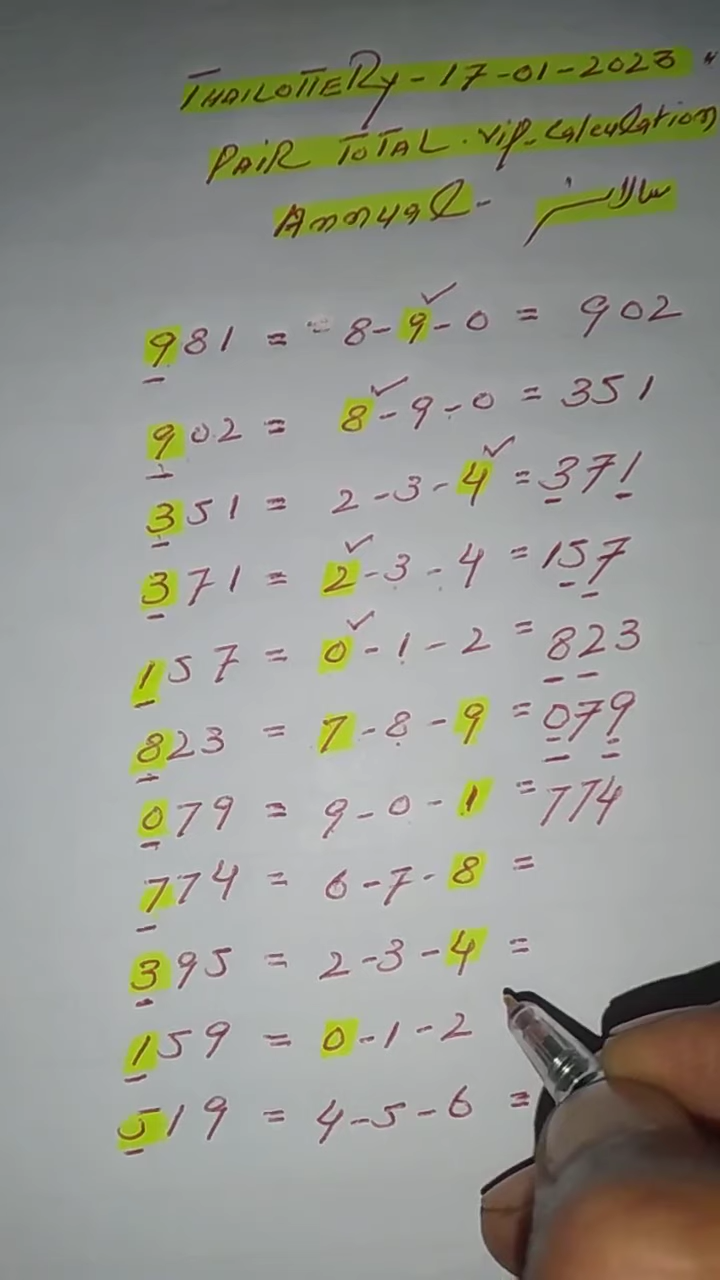 THAILOTTERy-17-01-2023 "
PAIR TOTAL.vip.calculation
Annual- سالانہ
981 = 8-9-0 = 902
902 = 8-9-0 = 351
351 = 2-3-4 = 371
371 = 2-3-4 = 157
157 = 0-1-2 = 823
823 = 7-8-9 = 079
079 = 9-0-1 = 774
774 = 6-7-8 =
395 = 2-3-4 =
159 = 0-1-2
519 = 4-5-6 =